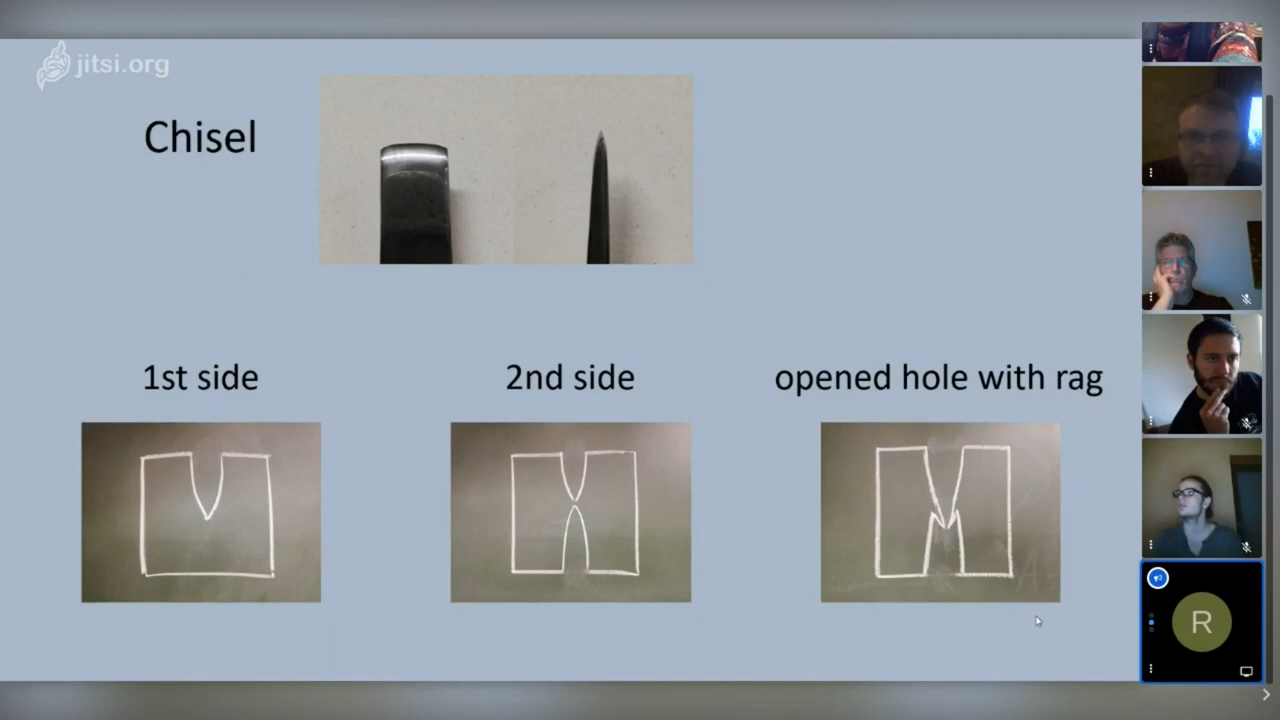 jitsi.org
Chisel
1st side
2nd side
opened hole with rag
R